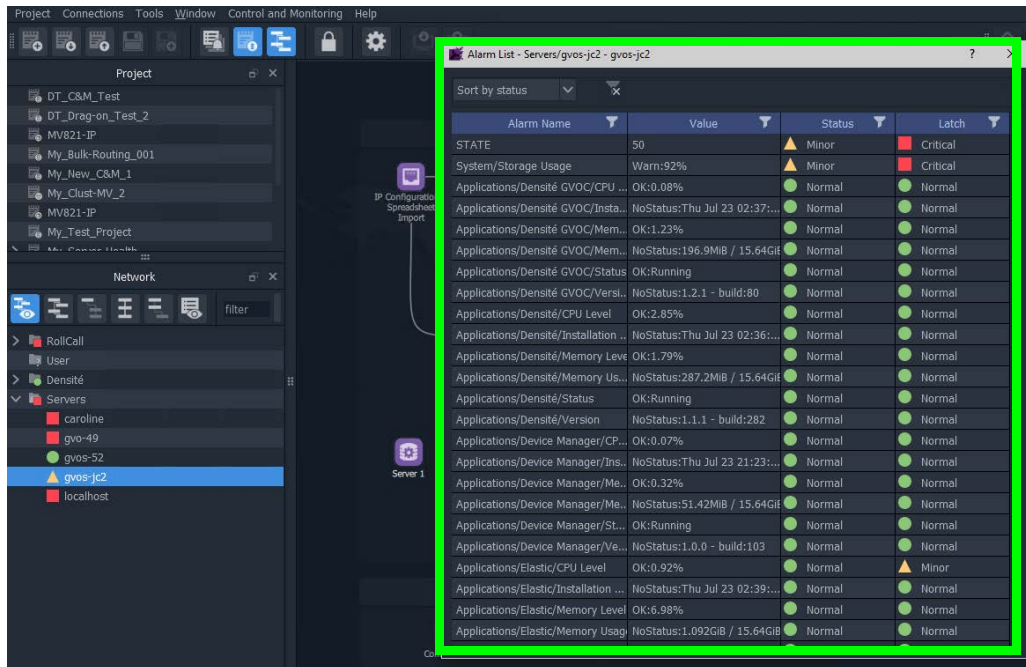 Project Connections Tools Window Control and Monitoring Help
Project
DT_C&M_Test
DT_Drag-on_Test_2
MV821-IP
My_Bulk-Routing_001
My_New_C&M_1
My_Clust-MV_2
MV821-IP
My_Test_Project
My_Server_Health
Network
filter
RollCall
User
Densité
Servers
caroline
gvo-49
gvos-52
gvos-jc2
localhost
IP Configuration
Spreadsheet
Import
Server 1
Alarm List - Servers/gvos-jc2 - gvos-jc2 ?
Sort by status
Alarm Name Value Status Latch
STATE 50 Minor Critical
System/Storage Usage Warn:92% Minor Critical
Applications/Densité GVOC/CPU ... OK:0.08% Normal Normal
Applications/Densité GVOC/Insta... NoStatus:Thu Jul 23 02:37:... Normal Normal
Applications/Densité GVOC/Mem... OK:1.23% Normal Normal
Applications/Densité GVOC/Mem... NoStatus:196.9MiB / 15.64GiB Normal Normal
Applications/Densité GVOC/Status OK:Running Normal Normal
Applications/Densité GVOC/Versi... NoStatus:1.2.1 - build:80 Normal Normal
Applications/Densité/CPU Level OK:2.85% Normal Normal
Applications/Densité/Installation ... NoStatus:Thu Jul 23 02:36:... Normal Normal
Applications/Densité/Memory Leve OK:1.79% Normal Normal
Applications/Densité/Memory Us... NoStatus:287.2MiB / 15.64GiB Normal Normal
Applications/Densité/Status OK:Running Normal Normal
Applications/Densité/Version NoStatus:1.1.1 - build:282 Normal Normal
Applications/Device Manager/CP... OK:0.07% Normal Normal
Applications/Device Manager/Ins... NoStatus:Thu Jul 23 21:23:... Normal Normal
Applications/Device Manager/Me... OK:0.32% Normal Normal
Applications/Device Manager/Me... NoStatus:51.42MiB / 15.64GiB Normal Normal
Applications/Device Manager/St... OK:Running Normal Normal
Applications/Device Manager/Ve... NoStatus:1.0.0 - build:103 Normal Normal
Applications/Elastic/CPU Level OK:0.92% Normal Minor
Applications/Elastic/Installation ... NoStatus:Thu Jul 23 02:39:... Normal Normal
Applications/Elastic/Memory Level OK:6.98% Normal Normal
Applications/Elastic/Memory Usag NoStatus:1.092GiB / 15.64GiB Normal Normal